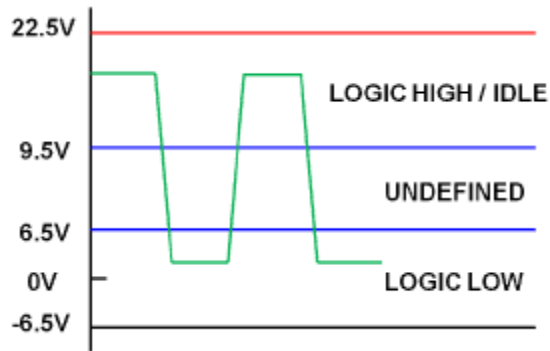 22.5V
LOGIC HIGH / IDLE
9.5V
UNDEFINED
6.5V
0V
LOGIC LOW
-6.5V